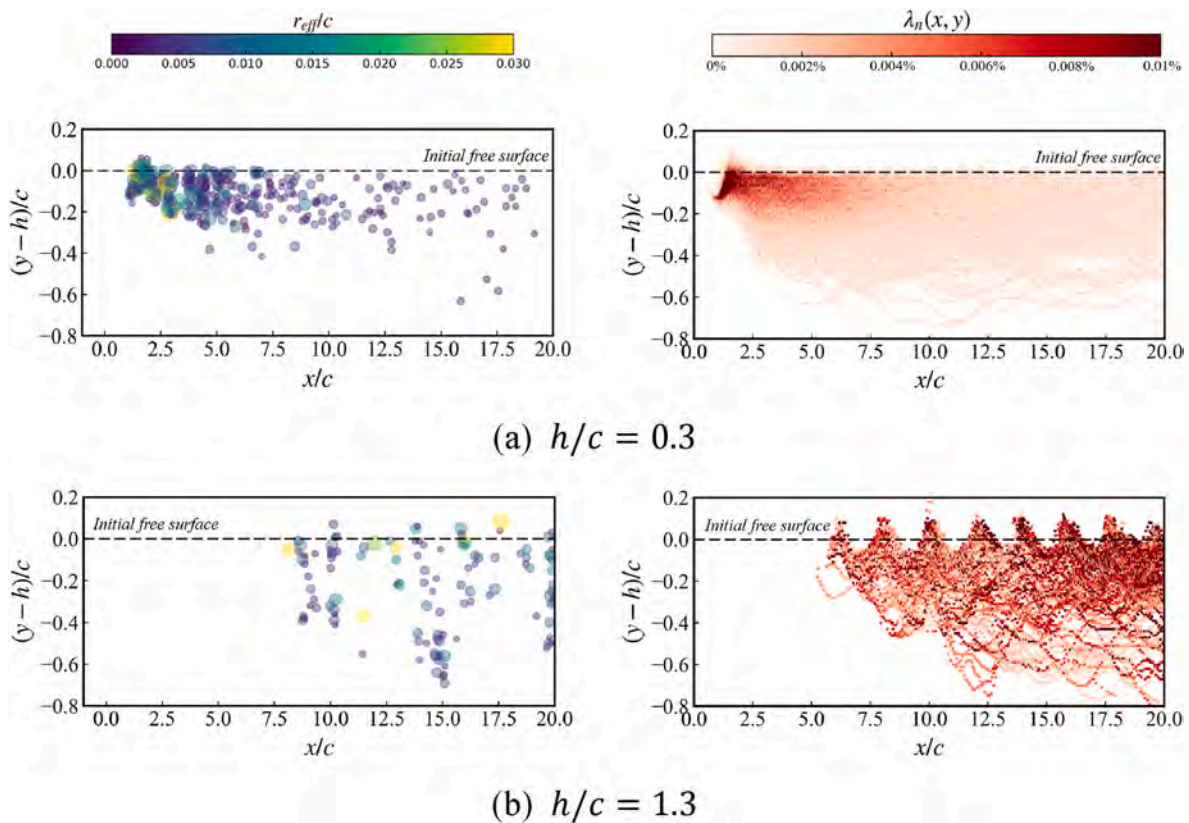 r_eff/c
0.000 0.005 0.010 0.015 0.020 0.025 0.030
λ_n(x, y)
0% 0.002% 0.004% 0.006% 0.008% 0.01%
0.2
0.0
−0.2
−0.4
−0.6
−0.8
(y − h)/c
Initial free surface
0.0 2.5 5.0 7.5 10.0 12.5 15.0 17.5 20.0
x/c
0.2
0.0
−0.2
−0.4
−0.6
−0.8
(y − h)/c
Initial free surface
0.0 2.5 5.0 7.5 10.0 12.5 15.0 17.5 20.0
x/c
(a) h/c = 0.3
0.2
0.0
−0.2
−0.4
−0.6
−0.8
(y − h)/c
Initial free surface
0.0 2.5 5.0 7.5 10.0 12.5 15.0 17.5 20.0
x/c
0.2
0.0
−0.2
−0.4
−0.6
−0.8
(y − h)/c
Initial free surface
0.0 2.5 5.0 7.5 10.0 12.5 15.0 17.5 20.0
x/c
(b) h/c = 1.3